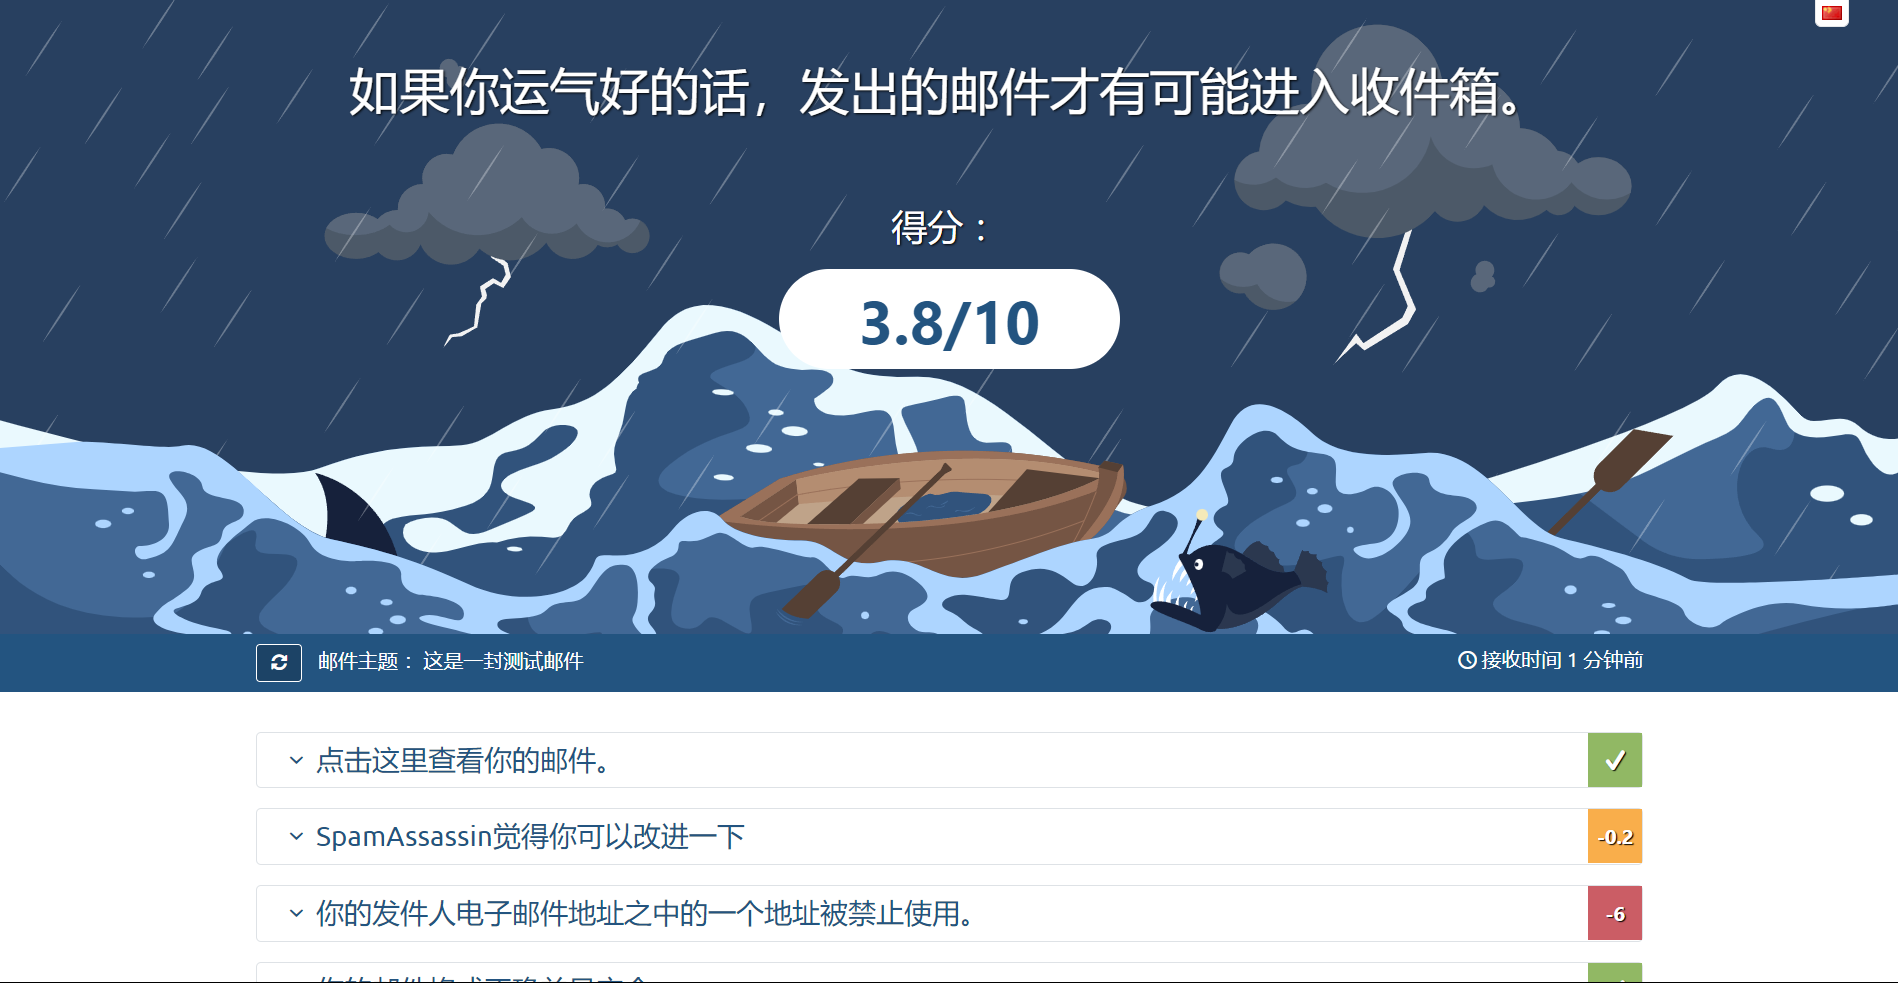 如果你运气好的话，发出的邮件才有可能进入收件箱。
得分：
3.8/10
邮件主题： 这是一封测试邮件
接收时间 1 分钟前
点击这里查看你的邮件。
SpamAssassin觉得你可以改进一下
-0.2
你的发件人电子邮件地址之中的一个地址被禁止使用。
-6